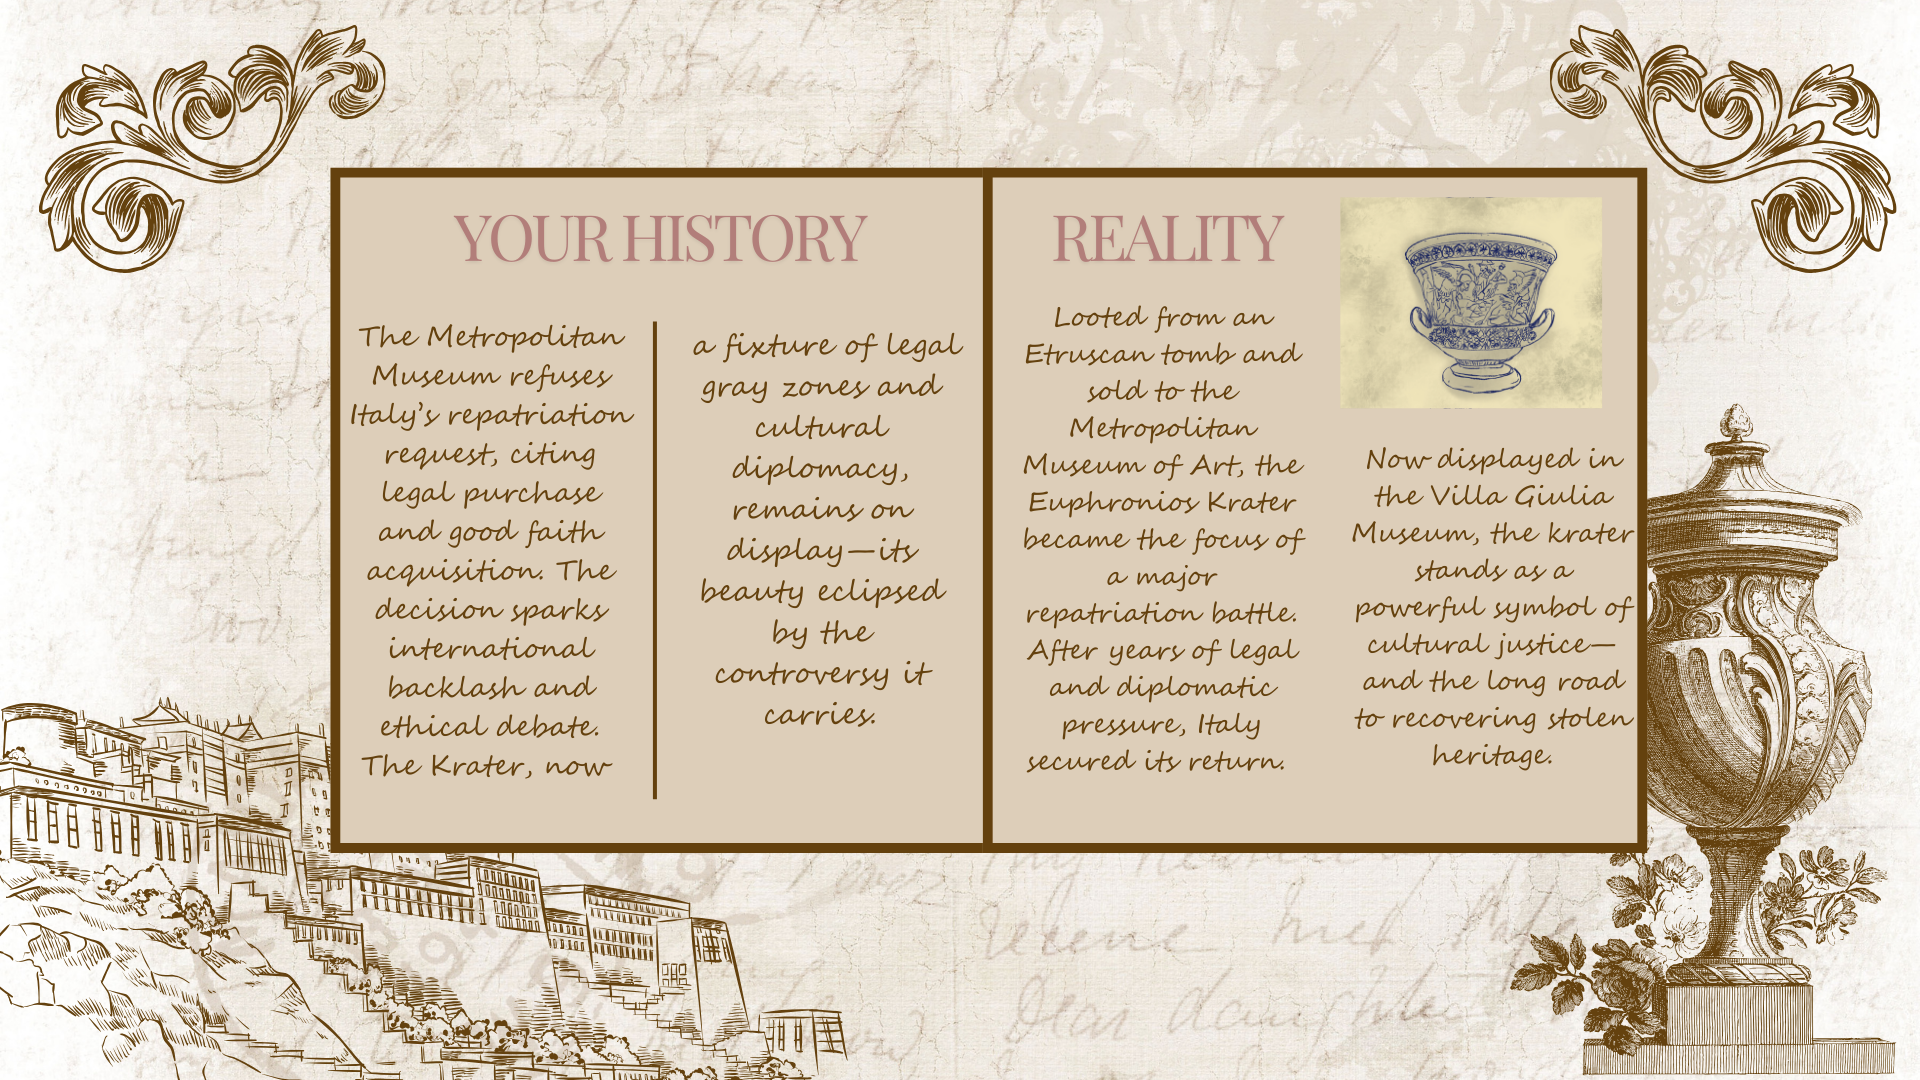 YOUR HISTORY
The Metropolitan
Museum refuses
Italy's repatriation
request, citing
legal purchase
and good faith
acquisition. The
decision sparks
international
backlash and
ethical debate.
The Krater, now
a fixture of legal
gray zones and
cultural
diplomacy,
remains on
display—its
beauty eclipsed
by the
controversy it
carries.
REALITY
Looted from an
Etruscan tomb and
sold to the
Metropolitan
Museum of Art, the
Euphronios Krater
became the focus of
a major
repatriation battle.
After years of legal
and diplomatic
pressure, Italy
secured its return.
Now displayed in
the Villa Giulia
Museum, the krater
stands as a
powerful symbol of
cultural justice—
and the long road
to recovering stolen
heritage.